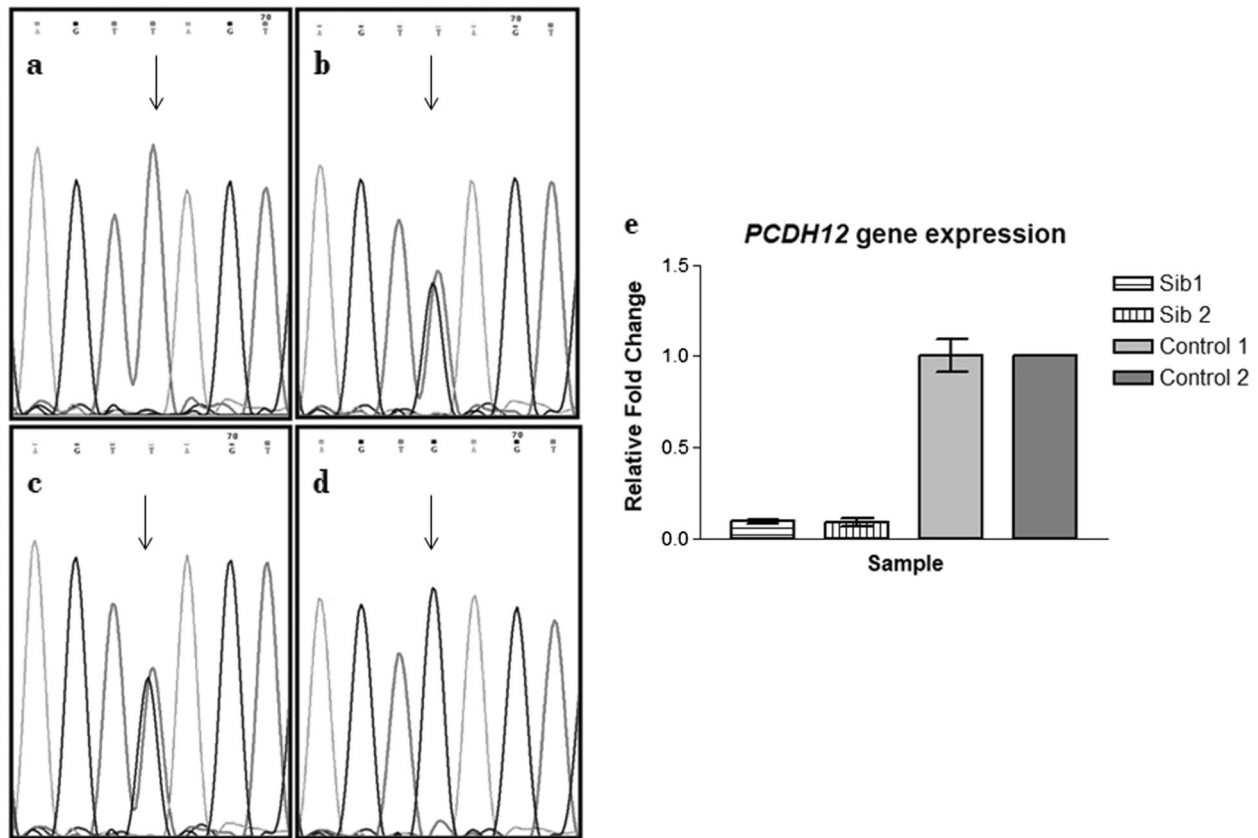 70
A G T T A G T
a
70
A G T T A G T
b
70
A G T T A G T
c
70
A G T G A G T
d
e
PCDH12 gene expression
Relative Fold Change
1.5
1.0
0.5
0.0
Sample
Sib1
Sib 2
Control 1
Control 2